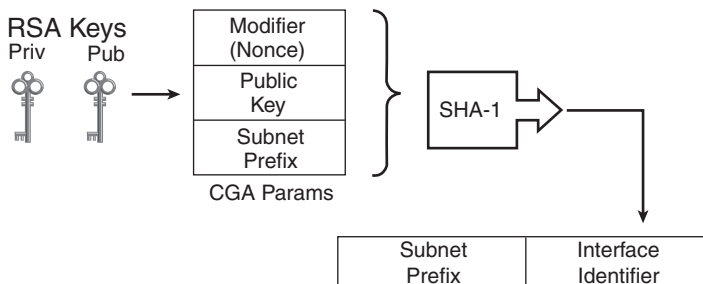 RSA Keys
Priv Pub
Modifier
(Nonce)
Public
Key
Subnet
Prefix
CGA Params
SHA-1
Subnet
Prefix
Interface
Identifier